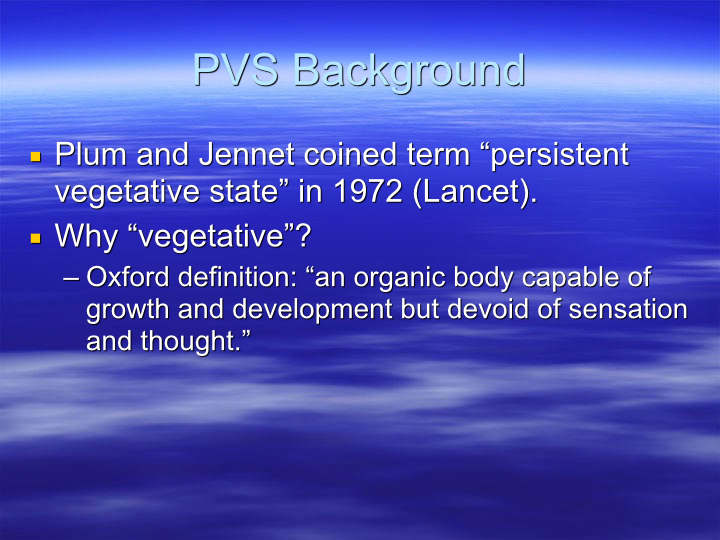 PVS Background
Plum and Jennet coined term “persistent
vegetative state” in 1972 (Lancet).
Why “vegetative”?
– Oxford definition: “an organic body capable of
growth and development but devoid of sensation
and thought.”